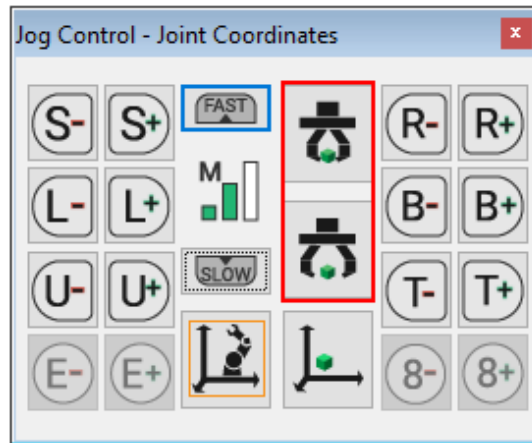 Jog Control - Joint Coordinates x
S- S+ FAST R- R+
M
L- L+ B- B+
U- U+ SLOW T- T+
E- E+ 8- 8+